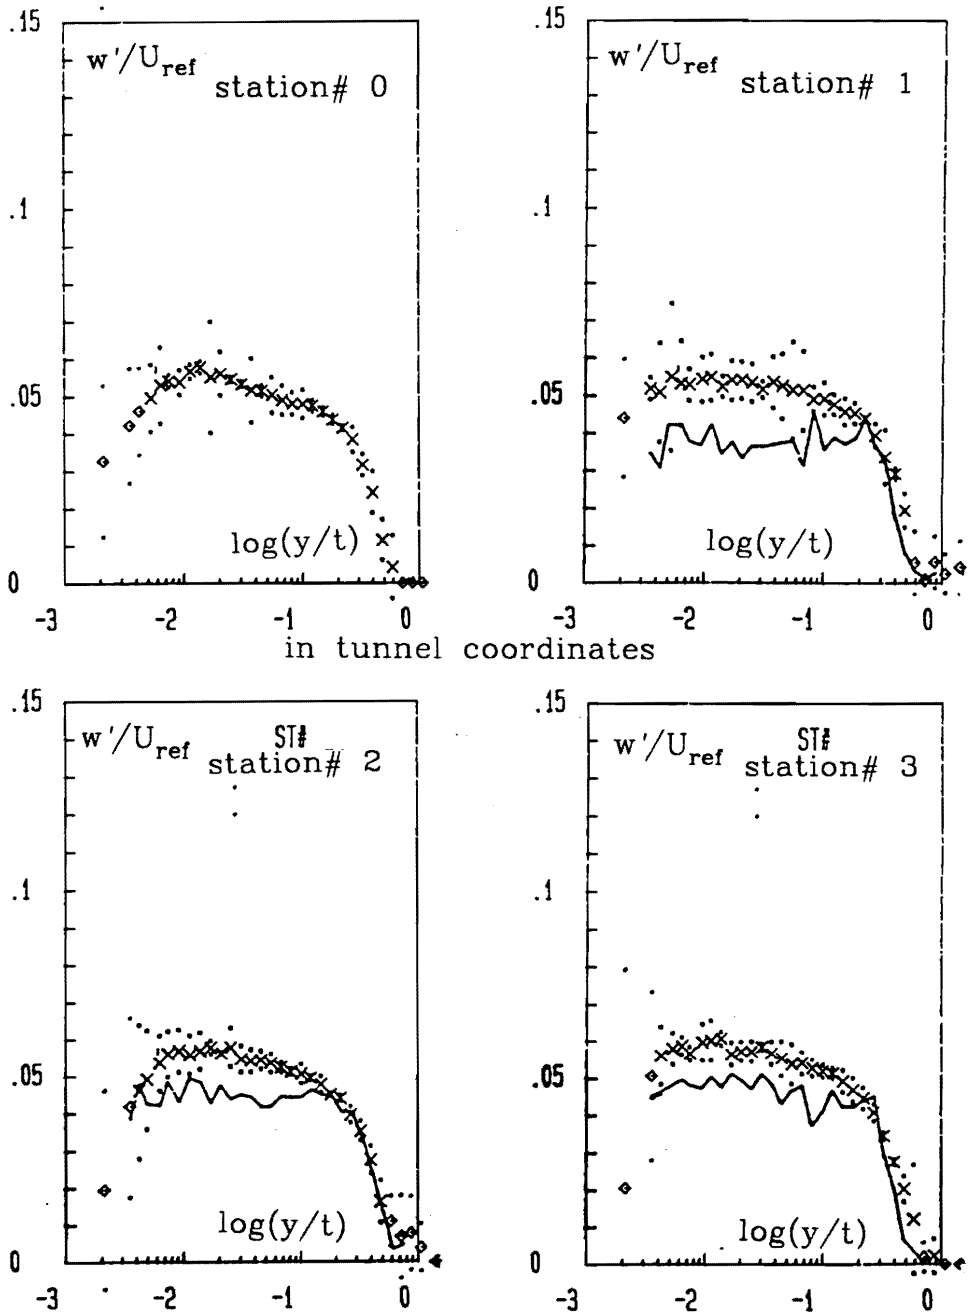 .15
w'/U_ref
station# 0
.1
.05
log(y/t)
0
-3 -2 -1 0
.15
w'/U_ref
station# 1
.1
.05
log(y/t)
0
-3 -2 -1 0
in tunnel coordinates
.15
w'/U_ref
ST#
station# 2
.1
.05
log(y/t)
0
-3 -2 -1 0
.15
w'/U_ref
ST#
station# 3
.1
.05
log(y/t)
0
-3 -2 -1 0